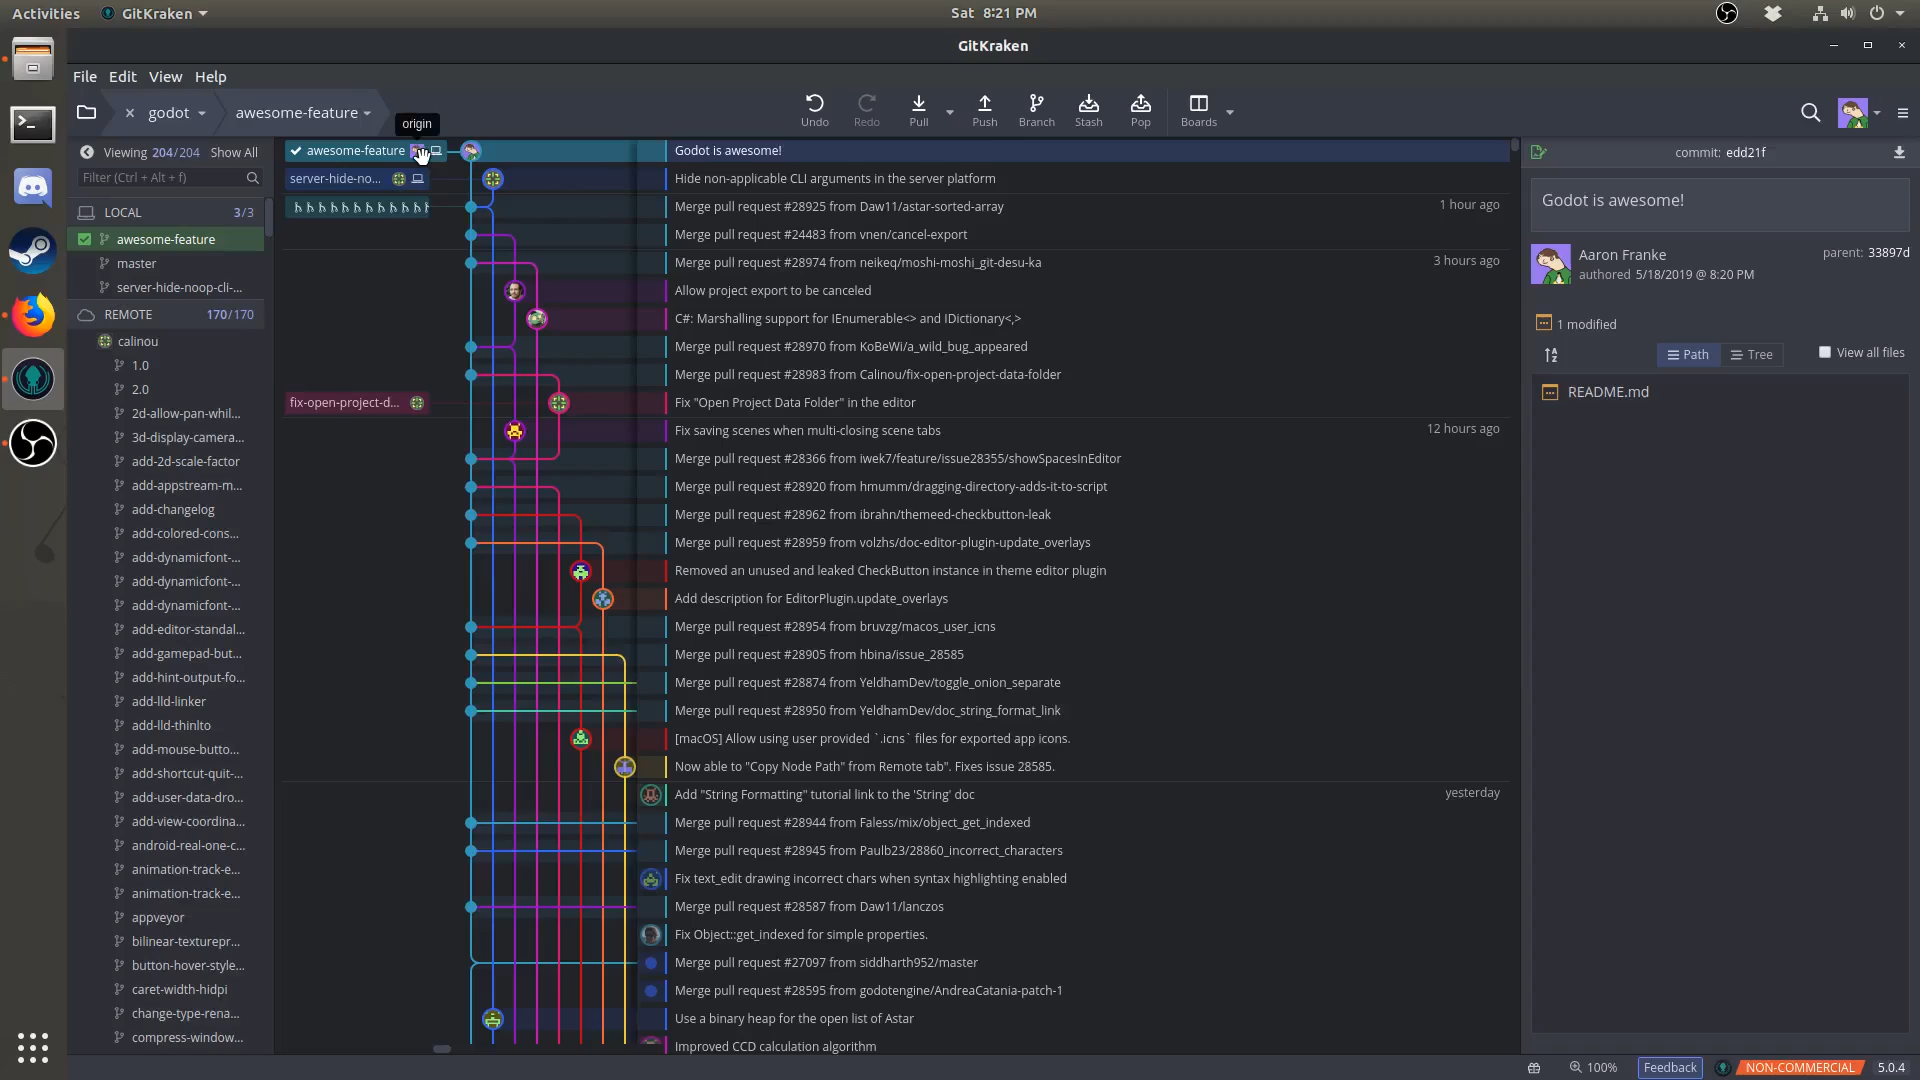 Activities
GitKraken
Sat 8:21 PM
GitKraken
File Edit View Help
godot
awesome-feature
origin
Undo
Redo
Pull
Push
Branch
Stash
Pop
Boards
Viewing 204/204 Show All
Filter (Ctrl + Alt + f)
LOCAL 3/3
awesome-feature
master
server-hide-noop-cli-...
REMOTE 170/170
calinou
1.0
2.0
2d-allow-pan-whil...
3d-display-camera...
add-2d-scale-factor
add-appstream-m...
add-changelog
add-colored-cons...
add-dynamicfont-...
add-dynamicfont-...
add-dynamicfont-...
add-editor-standal...
add-gamepad-but...
add-hint-output-fo...
add-lld-linker
add-lld-thinlto
add-mouse-butto...
add-shortcut-quit-...
add-user-data-dro...
add-view-coordina...
android-real-one-c...
animation-track-e...
animation-track-e...
appveyor
bilinear-texturepr...
button-hover-style...
caret-width-hidpi
change-type-rena...
compress-window...
awesome-feature
server-hide-no...
fix-open-project-d...
Godot is awesome!
Hide non-applicable CLI arguments in the server platform
Merge pull request #28925 from Daw11/astar-sorted-array
1 hour ago
Merge pull request #24483 from vnen/cancel-export
Merge pull request #28974 from neikeq/moshi-moshi_git-desu-ka
3 hours ago
Allow project export to be canceled
C#: Marshalling support for IEnumerable<> and IDictionary<,>
Merge pull request #28970 from KoBeWi/a_wild_bug_appeared
Merge pull request #28983 from Calinou/fix-open-project-data-folder
Fix "Open Project Data Folder" in the editor
Fix saving scenes when multi-closing scene tabs
12 hours ago
Merge pull request #28366 from iwek7/feature/issue28355/showSpacesInEditor
Merge pull request #28920 from hmumm/dragging-directory-adds-it-to-script
Merge pull request #28962 from ibrahn/themeed-checkbutton-leak
Merge pull request #28959 from volzhs/doc-editor-plugin-update_overlays
Removed an unused and leaked CheckButton instance in theme editor plugin
Add description for EditorPlugin.update_overlays
Merge pull request #28954 from bruvzg/macos_user_icns
Merge pull request #28905 from hbina/issue_28585
Merge pull request #28874 from YeldhamDev/toggle_onion_separate
Merge pull request #28950 from YeldhamDev/doc_string_format_link
[macOS] Allow using user provided `.icns` files for exported app icons.
Now able to "Copy Node Path" from Remote tab". Fixes issue 28585.
Add "String Formatting" tutorial link to the 'String' doc
yesterday
Merge pull request #28944 from Faless/mix/object_get_indexed
Merge pull request #28945 from Paulb23/28860_incorrect_characters
Fix text_edit drawing incorrect chars when syntax highlighting enabled
Merge pull request #28587 from Daw11/lanczos
Fix Object::get_indexed for simple properties.
Merge pull request #27097 from siddharth952/master
Merge pull request #28595 from godotengine/AndreaCatania-patch-1
Use a binary heap for the open list of Astar
Improved CCD calculation algorithm
commit: edd21f
Godot is awesome!
Aaron Franke
parent: 33897d
authored 5/18/2019 @ 8:20 PM
1 modified
Path
Tree
View all files
README.md
100%
Feedback
NON-COMMERCIAL
5.0.4